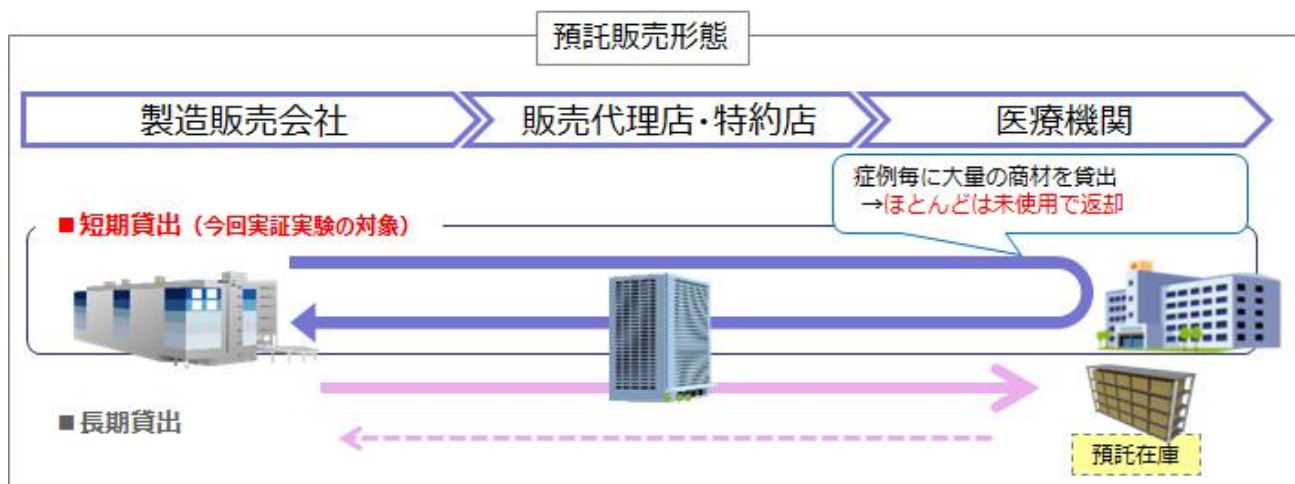 預託販売形態
製造販売会社
販売代理店・特約店
医療機関
症例毎に大量の商材を貸出
→ほとんどは未使用で返却
■短期貸出（今回実証実験の対象）
■長期貸出
預託在庫